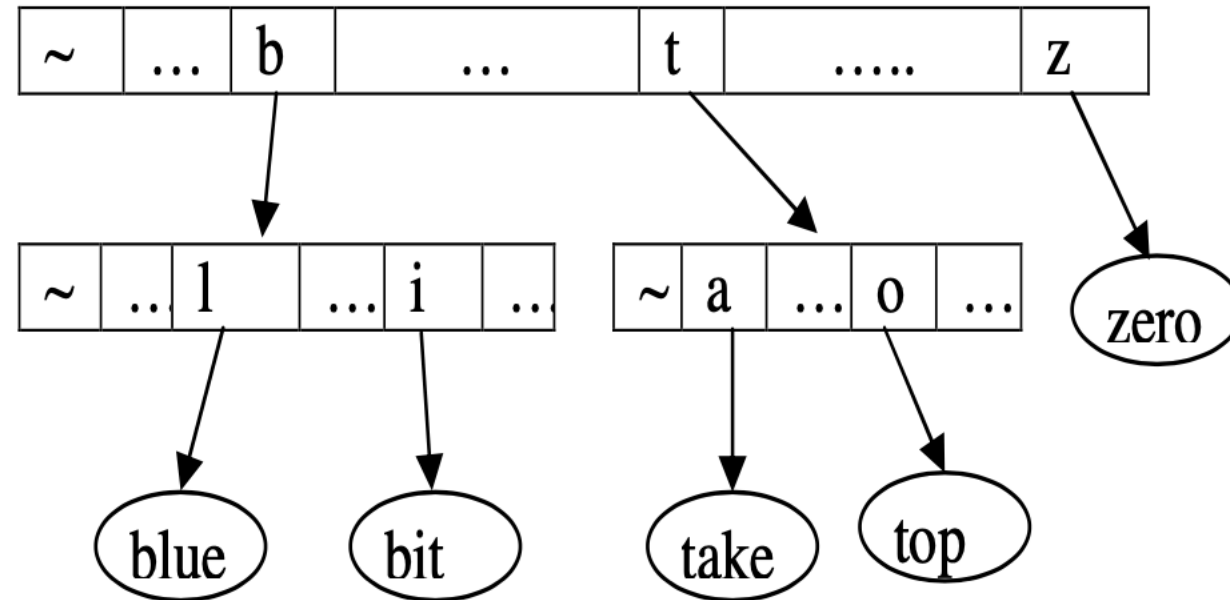 ~ … b … t ….. z
~ … l … i … ~ a … o …
zero
blue bit take top